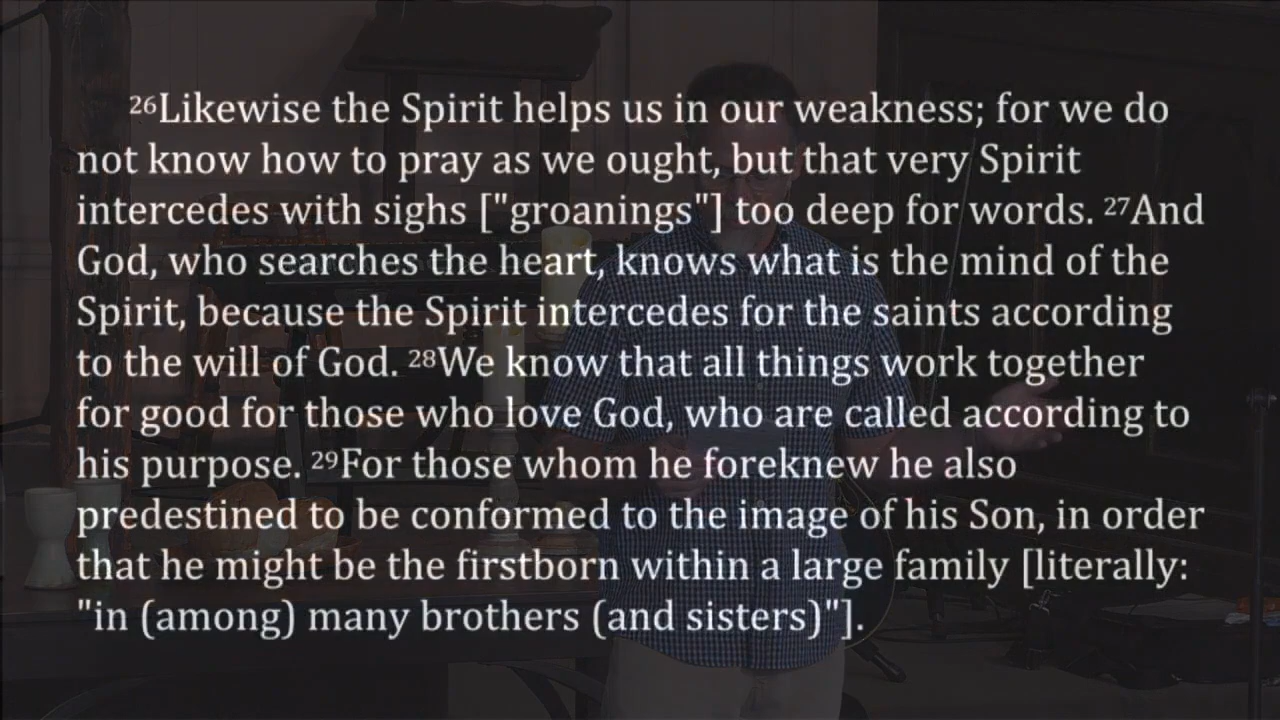 ²⁶Likewise the Spirit helps us in our weakness; for we do
not know how to pray as we ought, but that very Spirit
intercedes with sighs ["groanings"] too deep for words. ²⁷And
God, who searches the heart, knows what is the mind of the
Spirit, because the Spirit intercedes for the saints according
to the will of God. ²⁸We know that all things work together
for good for those who love God, who are called according to
his purpose. ²⁹For those whom he foreknew he also
predestined to be conformed to the image of his Son, in order
that he might be the firstborn within a large family [literally:
"in (among) many brothers (and sisters)"].